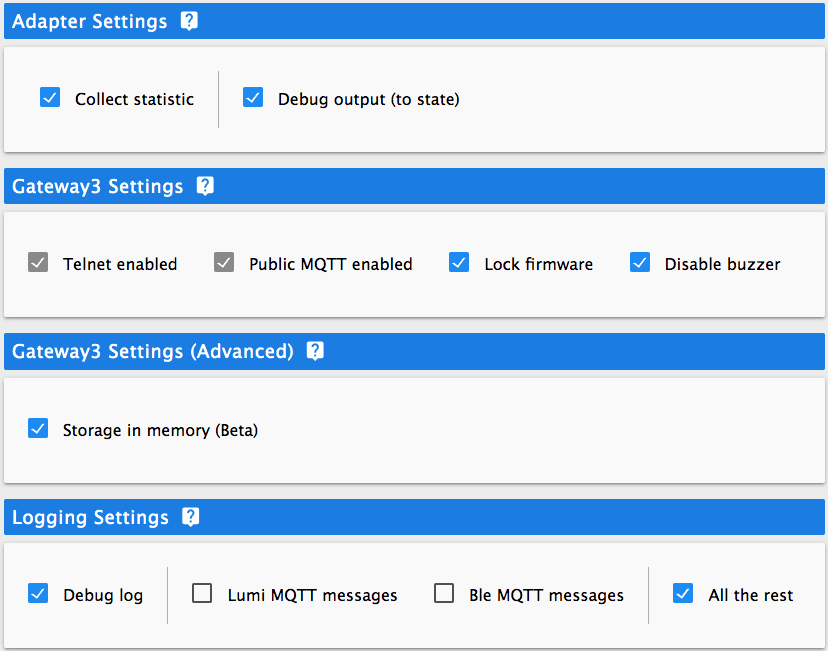 Adapter Settings ?
Collect statistic Debug output (to state)
Gateway3 Settings ?
Telnet enabled Public MQTT enabled Lock firmware Disable buzzer
Gateway3 Settings (Advanced) ?
Storage in memory (Beta)
Logging Settings ?
Debug log Lumi MQTT messages Ble MQTT messages All the rest